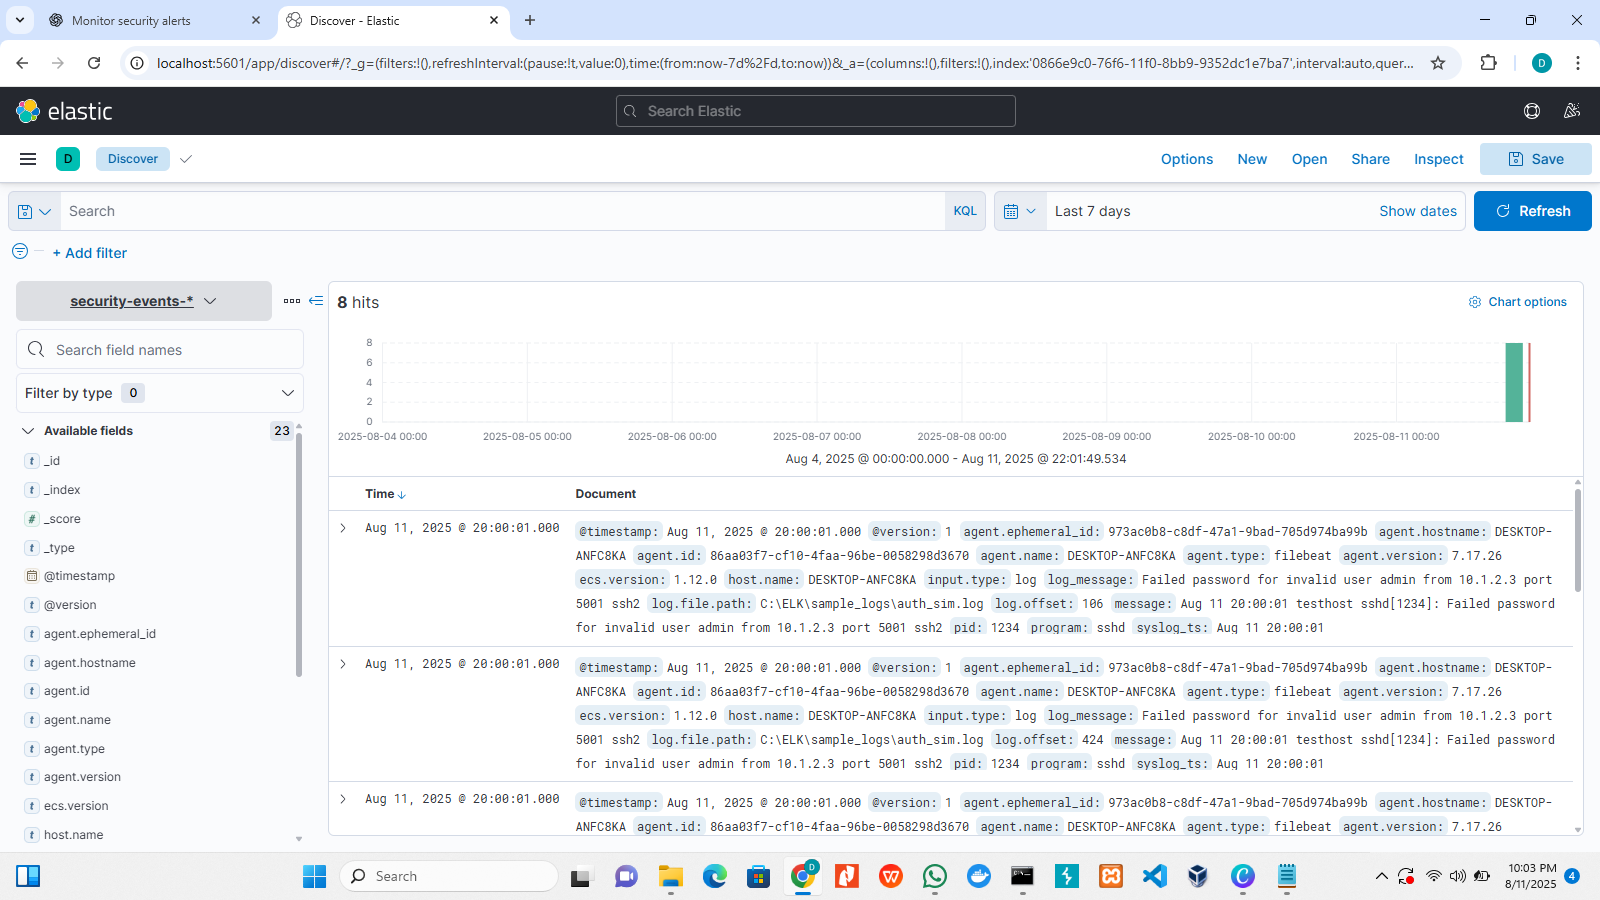 Monitor security alerts
Discover - Elastic
localhost:5601/app/discover#/?_g=(filters:!(),refreshInterval:(pause:!t,value:0),time:(from:now-7d%2Fd,to:now))&_a=(columns:!(),filters:!(),index:'0866e9c0-76f6-11f0-8bb9-9352dc1e7ba7',interval:auto,quer...
D
elastic
Search Elastic
D Discover
Options New Open Share Inspect Save
Search KQL Last 7 days Show dates Refresh
+ Add filter
security-events-*
8 hits
Chart options
Search field names
Filter by type 0
Available fields 23
t _id
t _index
# _score
t _type
@timestamp
t @version
t agent.ephemeral_id
t agent.hostname
t agent.id
t agent.name
t agent.type
t agent.version
t ecs.version
t host.name
8
6
4
2
0
2025-08-04 00:00 2025-08-05 00:00 2025-08-06 00:00 2025-08-07 00:00 2025-08-08 00:00 2025-08-09 00:00 2025-08-10 00:00 2025-08-11 00:00
Aug 4, 2025 @ 00:00:00.000 - Aug 11, 2025 @ 22:01:49.534
Time Document
Aug 11, 2025 @ 20:00:01.000 @timestamp: Aug 11, 2025 @ 20:00:01.000 @version: 1 agent.ephemeral_id: 973ac0b8-c8df-47a1-9bad-705d974ba99b agent.hostname: DESKTOP-
ANFC8KA agent.id: 86aa03f7-cf10-4faa-96be-0058298d3670 agent.name: DESKTOP-ANFC8KA agent.type: filebeat agent.version: 7.17.26
ecs.version: 1.12.0 host.name: DESKTOP-ANFC8KA input.type: log log_message: Failed password for invalid user admin from 10.1.2.3 port
5001 ssh2 log.file.path: C:\ELK\sample_logs\auth_sim.log log.offset: 106 message: Aug 11 20:00:01 testhost sshd[1234]: Failed password
for invalid user admin from 10.1.2.3 port 5001 ssh2 pid: 1234 program: sshd syslog_ts: Aug 11 20:00:01
Aug 11, 2025 @ 20:00:01.000 @timestamp: Aug 11, 2025 @ 20:00:01.000 @version: 1 agent.ephemeral_id: 973ac0b8-c8df-47a1-9bad-705d974ba99b agent.hostname: DESKTOP-
ANFC8KA agent.id: 86aa03f7-cf10-4faa-96be-0058298d3670 agent.name: DESKTOP-ANFC8KA agent.type: filebeat agent.version: 7.17.26
ecs.version: 1.12.0 host.name: DESKTOP-ANFC8KA input.type: log log_message: Failed password for invalid user admin from 10.1.2.3 port
5001 ssh2 log.file.path: C:\ELK\sample_logs\auth_sim.log log.offset: 424 message: Aug 11 20:00:01 testhost sshd[1234]: Failed password
for invalid user admin from 10.1.2.3 port 5001 ssh2 pid: 1234 program: sshd syslog_ts: Aug 11 20:00:01
Aug 11, 2025 @ 20:00:01.000 @timestamp: Aug 11, 2025 @ 20:00:01.000 @version: 1 agent.ephemeral_id: 973ac0b8-c8df-47a1-9bad-705d974ba99b agent.hostname: DESKTOP-
ANFC8KA agent.id: 86aa03f7-cf10-4faa-96be-0058298d3670 agent.name: DESKTOP-ANFC8KA agent.type: filebeat agent.version: 7.17.26
Search
D
10:03 PM
8/11/2025
4